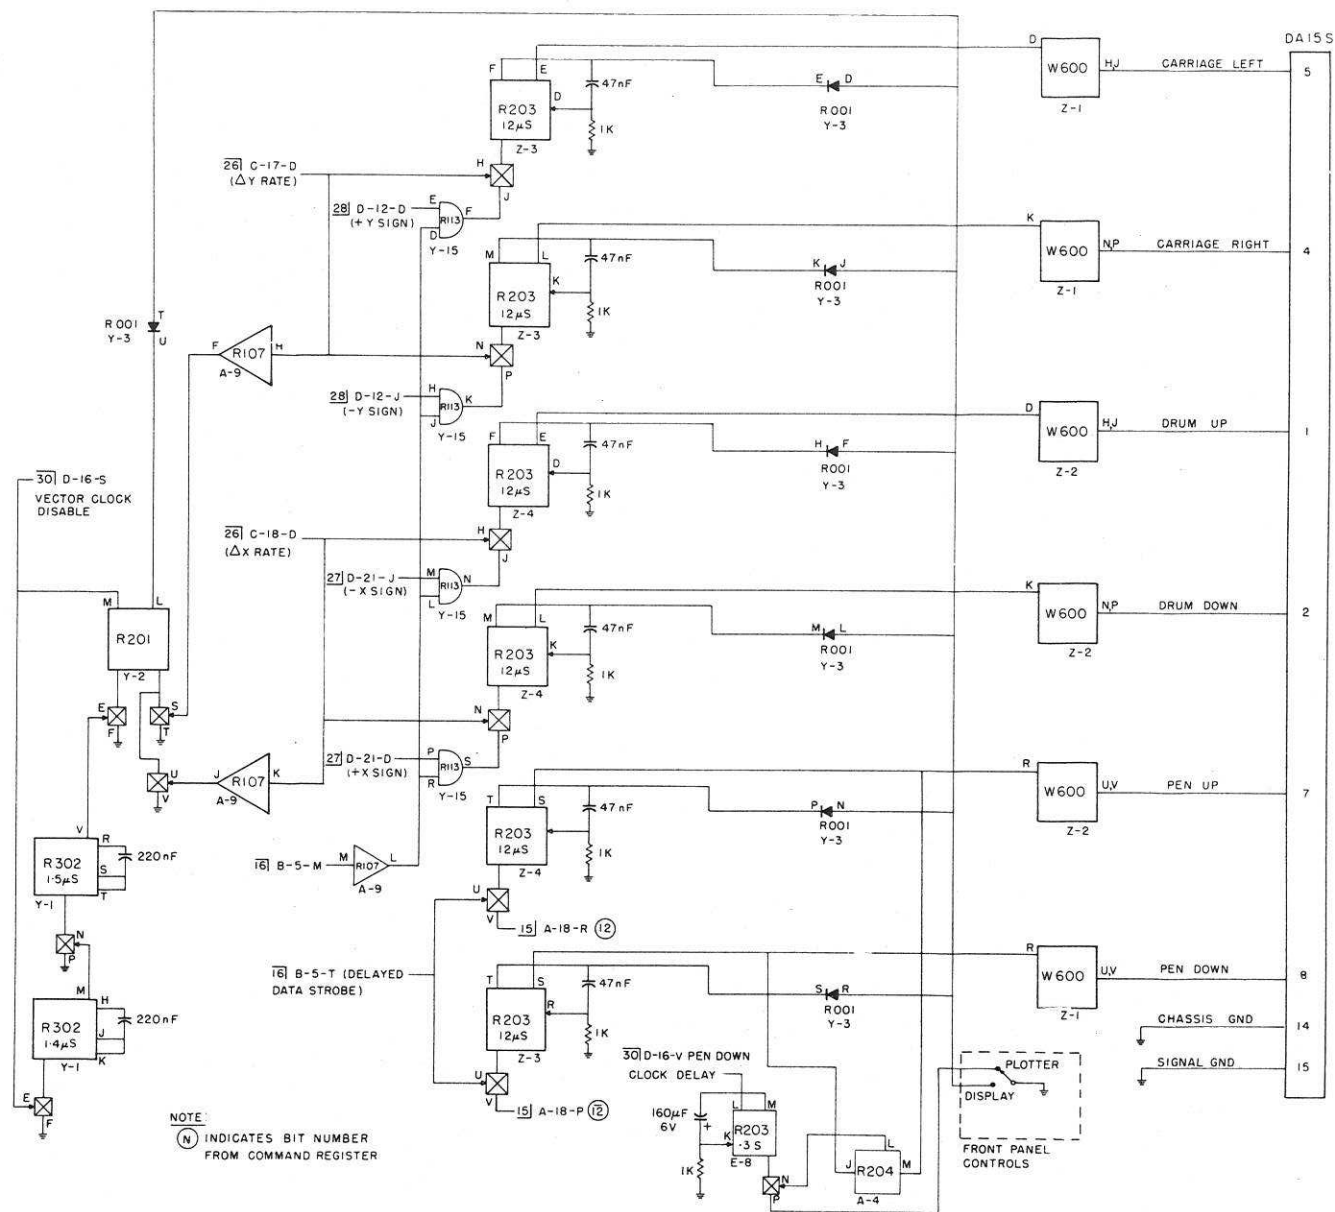 DA15S
D
W600
H,J
CARRIAGE LEFT
5
Z-1
F
E
47nF
E D
R203
D
12µS
R001
1K
Y-3
Z-3
26| C-17-D
H
(ΔY RATE)
J
28| D-12-D
E
R113
F
(+Y SIGN)
D
Y-15
K
W600
N,P
CARRIAGE RIGHT
4
Z-1
M
L
47nF
K J
R203
K
12µS
R001
1K
Y-3
Z-3
R001
T
Y-3
U
F
R107
H
A-9
N
P
28| D-12-J
H
R113
K
(-Y SIGN)
J
Y-15
D
W600
H,J
DRUM UP
1
Z-2
F
E
47nF
H F
R203
D
12µS
R001
1K
Y-3
Z-4
30| D-16-S
VECTOR CLOCK
DISABLE
26| C-18-D
H
(ΔX RATE)
J
27| D-21-J
M
R113
N
(-X SIGN)
L
Y-15
K
W600
N,P
DRUM DOWN
2
Z-2
M
L
47nF
M L
R203
K
12µS
R001
1K
Y-3
Z-4
M
L
R201
Y-2
E
F
S
T
N
P
27| D-21-D
P
R113
S
(+X SIGN)
R
Y-15
U
V
J
R107
K
A-9
R
W600
U,V
PEN UP
7
Z-2
T
S
47nF
P N
R203
12µS
R001
1K
Y-3
Z-4
V
R
R302
220nF
1·5µS
S
T
Y-1
16| B-5-M
M
R107
L
A-9
U
V
15| A-18-R 12
N
P
16| B-5-T (DELAYED
DATA STROBE)
R
W600
U,V
PEN DOWN
8
Z-1
T
S
47nF
S R
R203
R
12µS
R001
1K
Y-3
Z-3
M
H
R302
220nF
1·4µS
J
K
Y-1
CHASSIS GND
14
SIGNAL GND
15
30| D-16-V PEN DOWN
CLOCK DELAY
U
V
15| A-18-P 12
E
F
PLOTTER
DISPLAY
FRONT PANEL
CONTROLS
160µF
6V
+
L
M
R203
K
·3 S
1K
E-8
N
P
L
J
R204
M
A-4
NOTE:
N INDICATES BIT NUMBER
FROM COMMAND REGISTER